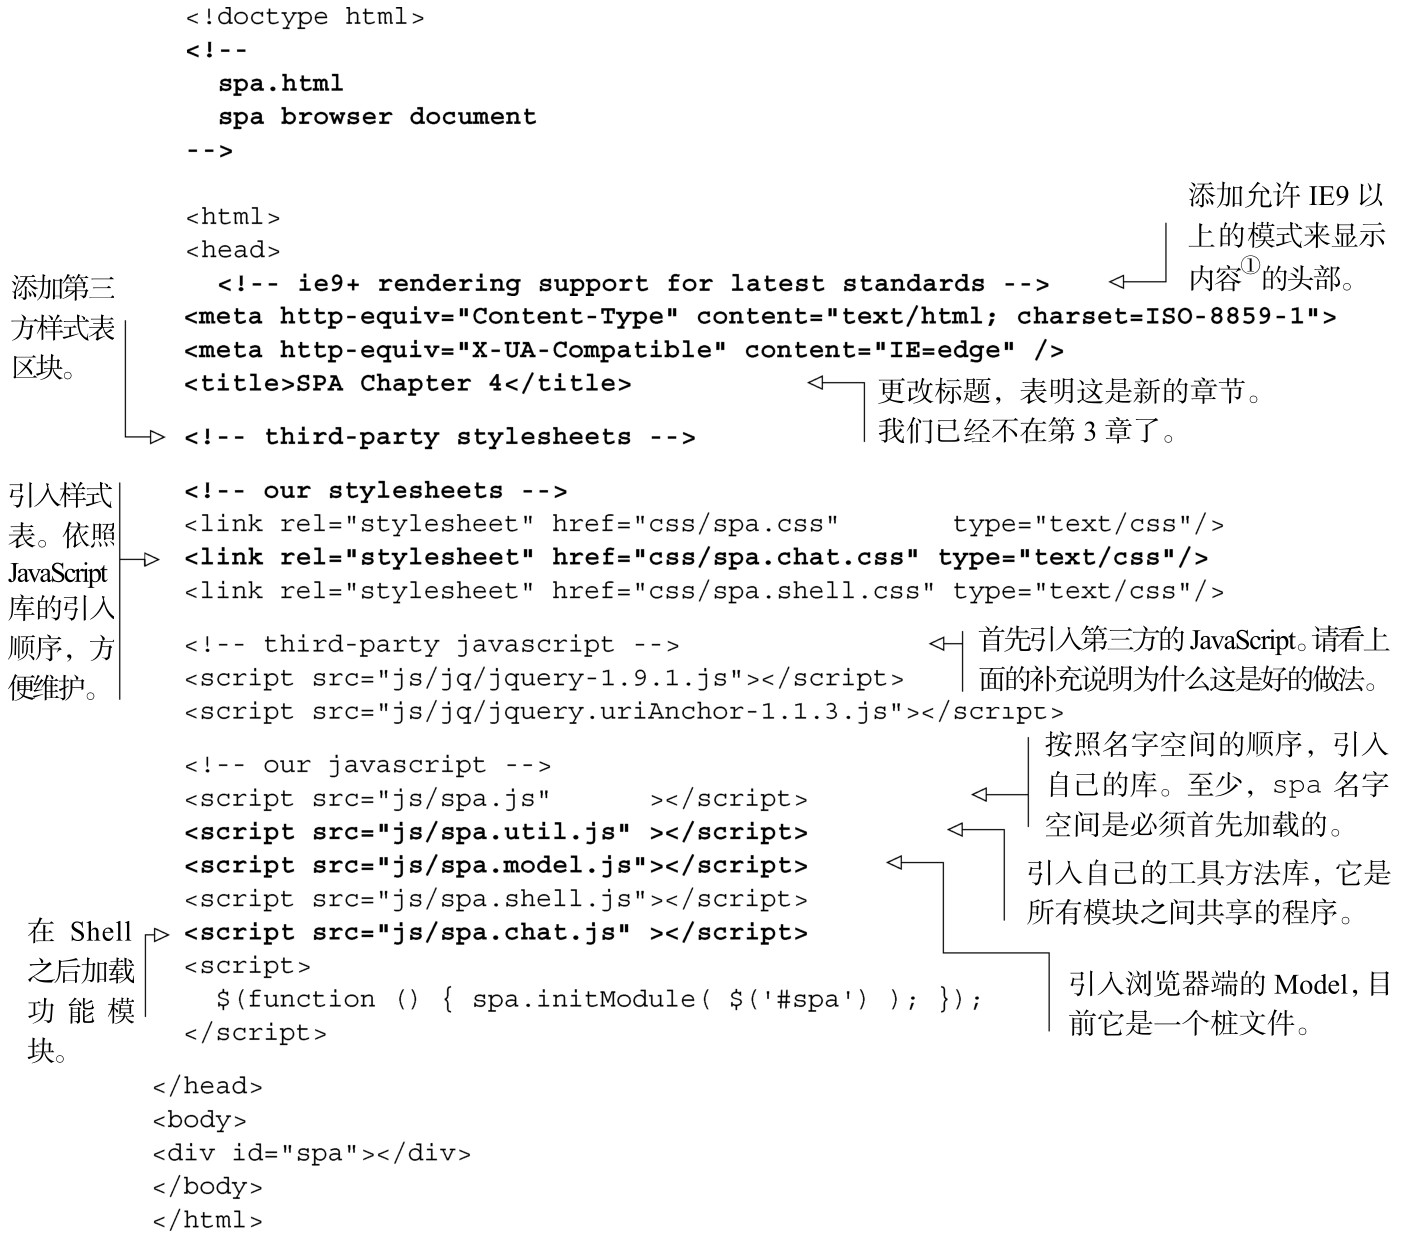 <!doctype html>
<!--
  spa.html
  spa browser document
-->
<html>
<head>
  <!-- ie9+ rendering support for latest standards -->
<meta http-equiv="Content-Type" content="text/html; charset=ISO-8859-1">
<meta http-equiv="X-UA-Compatible" content="IE=edge" />
<title>SPA Chapter 4</title>
<!-- third-party stylesheets -->
<!-- our stylesheets -->
<link rel="stylesheet" href="css/spa.css"       type="text/css"/>
<link rel="stylesheet" href="css/spa.chat.css" type="text/css"/>
<link rel="stylesheet" href="css/spa.shell.css" type="text/css"/>
<!-- third-party javascript -->
<script src="js/jq/jquery-1.9.1.js"></script>
<script src="js/jq/jquery.uriAnchor-1.1.3.js"></script>
<!-- our javascript -->
<script src="js/spa.js"      ></script>
<script src="js/spa.util.js" ></script>
<script src="js/spa.model.js"></script>
<script src="js/spa.shell.js"></script>
<script src="js/spa.chat.js" ></script>
<script>
  $(function () { spa.initModule( $('#spa') ); });
</script>
</head>
<body>
<div id="spa"></div>
</body>
</html>
添加第三
方样式表
区块。
引入样式
表。依照
JavaScript
库的引入
顺序，方
便维护。
在 Shell
之后加载
功能模
块。
添加允许 IE9 以
上的模式来显示
内容①的头部。
更改标题，表明这是新的章节。
我们已经不在第 3 章了。
首先引入第三方的 JavaScript。请看上
面的补充说明为什么这是好的做法。
按照名字空间的顺序，引入
自己的库。至少，spa 名字
空间是必须首先加载的。
引入自己的工具方法库，它是
所有模块之间共享的程序。
引入浏览器端的 Model，目
前它是一个桩文件。